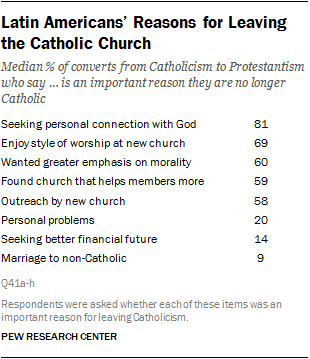 Latin Americans' Reasons for Leaving
the Catholic Church
Median % of converts from Catholicism to Protestantism
who say ... is an important reason they are no longer
Catholic
Seeking personal connection with God 81
Enjoy style of worship at new church 69
Wanted greater emphasis on morality 60
Found church that helps members more 59
Outreach by new church 58
Personal problems 20
Seeking better financial future 14
Marriage to non-Catholic 9
Q41a-h
Respondents were asked whether each of these items was an
important reason for leaving Catholicism.
PEW RESEARCH CENTER